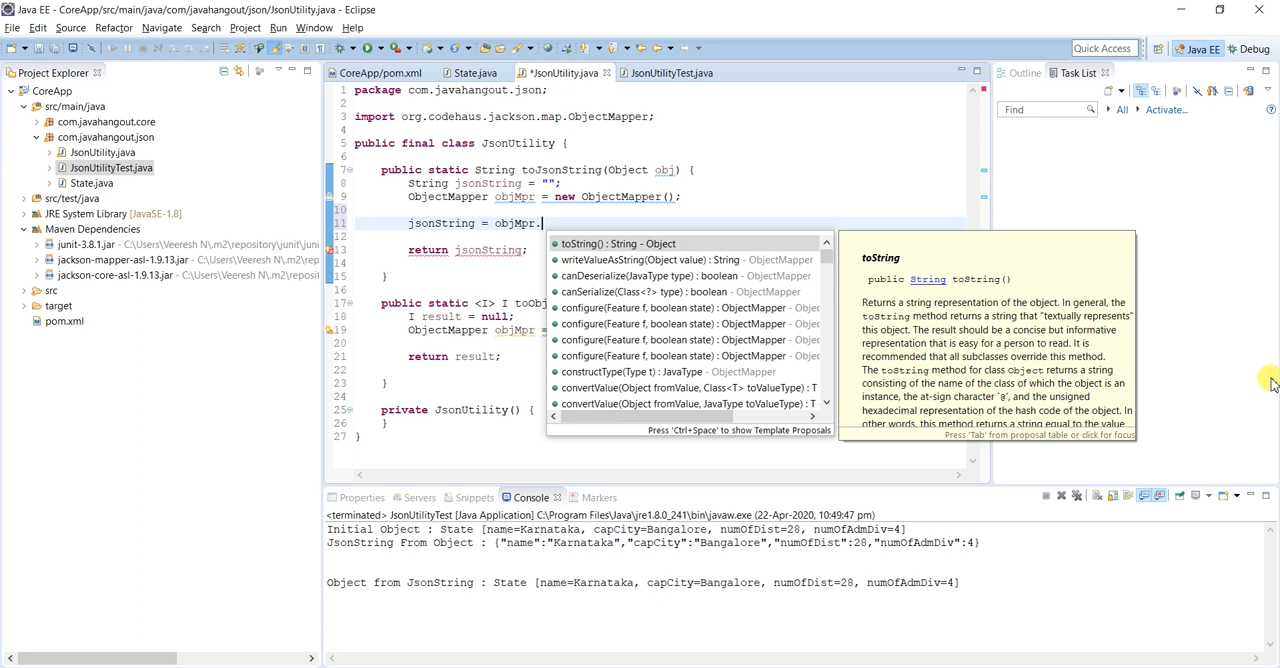 Java EE - CoreApp/src/main/java/com/javahangout/json/JsonUtility.java - Eclipse
File Edit Source Refactor Navigate Search Project Run Window Help
Quick Access Java EE Debug
Project Explorer
CoreApp
src/main/java
com.javahangout.core
com.javahangout.json
JsonUtility.java
JsonUtilityTest.java
State.java
src/test/java
JRE System Library [JavaSE-1.8]
Maven Dependencies
junit-3.8.1.jar - C:\Users\Veeresh N\.m2\repository\junit\juni
jackson-mapper-asl-1.9.13.jar - C:\Users\Veeresh N\.m2\rep
jackson-core-asl-1.9.13.jar - C:\Users\Veeresh N\.m2\reposit
src
target
pom.xml
CoreApp/pom.xml State.java *JsonUtility.java JsonUtilityTest.java
1 package com.javahangout.json;
2
3 import org.codehaus.jackson.map.ObjectMapper;
4
5 public final class JsonUtility {
6
7 public static String toJsonString(Object obj) {
8 String jsonString = "";
9 ObjectMapper objMpr = new ObjectMapper();
10
11 jsonString = objMpr.
12
13 return jsonString;
14
15 }
16
17 public static <I> I toObj
18 I result = null;
19 ObjectMapper objMpr =
20
21 return result;
22
23 }
24
25 private JsonUtility() {
26 }
27 }
toString() : String - Object
writeValueAsString(Object value) : String - ObjectMapper
canDeserialize(JavaType type) : boolean - ObjectMapper
canSerialize(Class<?> type) : boolean - ObjectMapper
configure(Feature f, boolean state) : ObjectMapper - Objec
configure(Feature f, boolean state) : ObjectMapper - Objec
configure(Feature f, boolean state) : ObjectMapper - Objec
configure(Feature f, boolean state) : ObjectMapper - Objec
constructType(Type t) : JavaType - ObjectMapper
convertValue(Object fromValue, Class<T> toValueType) : T
convertValue(Object fromValue, JavaType toValueType) : T
Press 'Ctrl+Space' to show Template Proposals
toString
public String toString()
Returns a string representation of the object. In general, the
toString method returns a string that "textually represents"
this object. The result should be a concise but informative
representation that is easy for a person to read. It is
recommended that all subclasses override this method.
The toString method for class Object returns a string
consisting of the name of the class of which the object is an
instance, the at-sign character `@', and the unsigned
hexadecimal representation of the hash code of the object. In
other words, this method returns a string equal to the value
Press 'Tab' from proposal table or click for focus
Outline Task List
Find All Activate...
Properties Servers Snippets Console Markers
<terminated> JsonUtilityTest [Java Application] C:\Program Files\Java\jre1.8.0_241\bin\javaw.exe (22-Apr-2020, 10:49:47 pm)
Initial Object : State [name=Karnataka, capCity=Bangalore, numOfDist=28, numOfAdmDiv=4]
JsonString From Object : {"name":"Karnataka","capCity":"Bangalore","numOfDist":28,"numOfAdmDiv":4}
Object from JsonString : State [name=Karnataka, capCity=Bangalore, numOfDist=28, numOfAdmDiv=4]